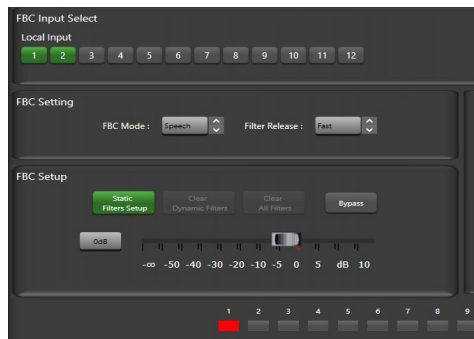 FBC Input Select
Local Input
1 2 3 4 5 6 7 8 9 10 11 12
FBC Setting
FBC Mode : Speech Filter Release : Fast
FBC Setup
Static Filters Setup
Clear Dynamic Filters
Clear All Filters
Bypass
0dB
-∞ -50 -40 -30 -20 -10 -5 0 5 dB 10
1 2 3 4 5 6 7 8 9